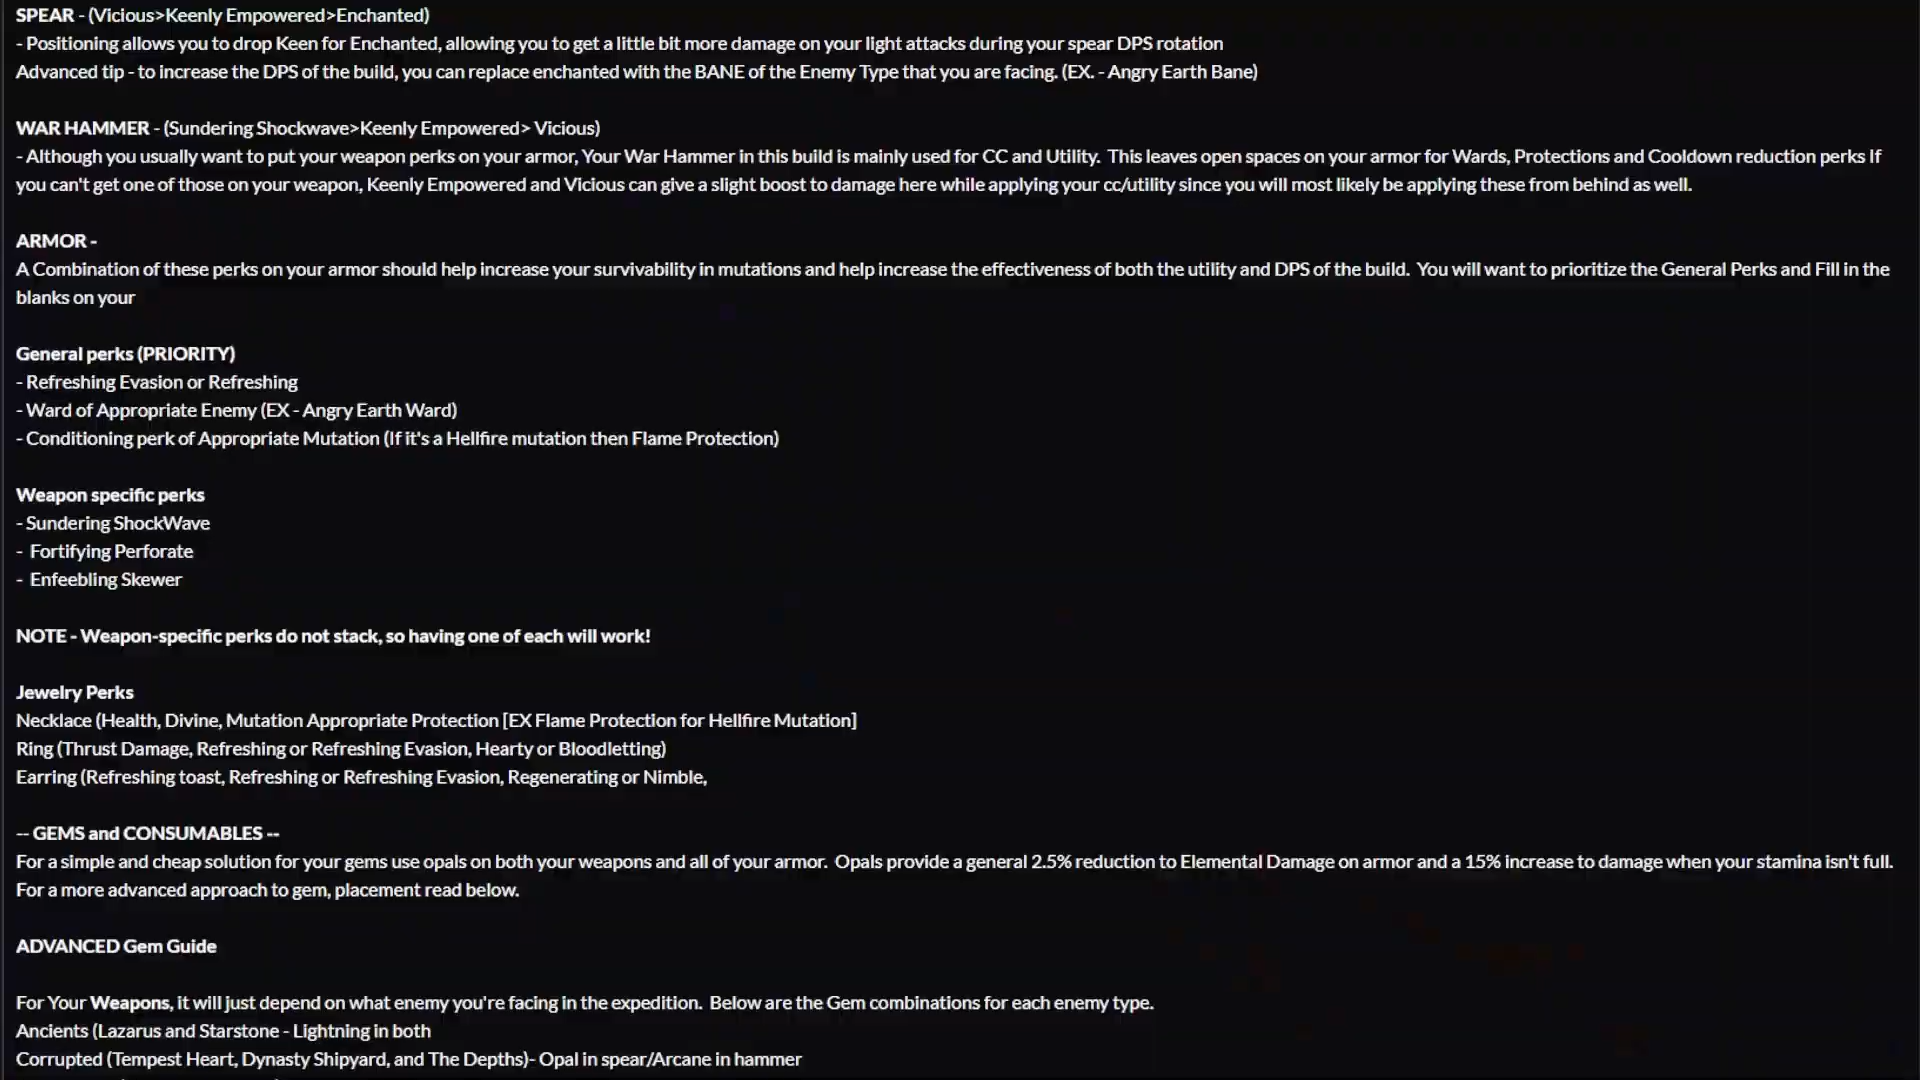 SPEAR - (Vicious>Keenly Empowered>Enchanted)
- Positioning allows you to drop Keen for Enchanted, allowing you to get a little bit more damage on your light attacks during your spear DPS rotation
Advanced tip - to increase the DPS of the build, you can replace enchanted with the BANE of the Enemy Type that you are facing. (EX. - Angry Earth Bane)
WAR HAMMER - (Sundering Shockwave>Keenly Empowered> Vicious)
- Although you usually want to put your weapon perks on your armor, Your War Hammer in this build is mainly used for CC and Utility.  This leaves open spaces on your armor for Wards, Protections and Cooldown reduction perks If
you can't get one of those on your weapon, Keenly Empowered and Vicious can give a slight boost to damage here while applying your cc/utility since you will most likely be applying these from behind as well.
ARMOR -
A Combination of these perks on your armor should help increase your survivability in mutations and help increase the effectiveness of both the utility and DPS of the build.  You will want to prioritize the General Perks and Fill in the
blanks on your
General perks (PRIORITY)
- Refreshing Evasion or Refreshing
- Ward of Appropriate Enemy (EX - Angry Earth Ward)
- Conditioning perk of Appropriate Mutation (If it's a Hellfire mutation then Flame Protection)
Weapon specific perks
- Sundering ShockWave
-  Fortifying Perforate
-  Enfeebling Skewer
NOTE - Weapon-specific perks do not stack, so having one of each will work!
Jewelry Perks
Necklace (Health, Divine, Mutation Appropriate Protection [EX Flame Protection for Hellfire Mutation]
Ring (Thrust Damage, Refreshing or Refreshing Evasion, Hearty or Bloodletting)
Earring (Refreshing toast, Refreshing or Refreshing Evasion, Regenerating or Nimble,
-- GEMS and CONSUMABLES --
For a simple and cheap solution for your gems use opals on both your weapons and all of your armor.  Opals provide a general 2.5% reduction to Elemental Damage on armor and a 15% increase to damage when your stamina isn't full.
For a more advanced approach to gem, placement read below.
ADVANCED Gem Guide
For Your Weapons, it will just depend on what enemy you're facing in the expedition.  Below are the Gem combinations for each enemy type.
Ancients (Lazarus and Starstone - Lightning in both
Corrupted (Tempest Heart, Dynasty Shipyard, and The Depths)- Opal in spear/Arcane in hammer